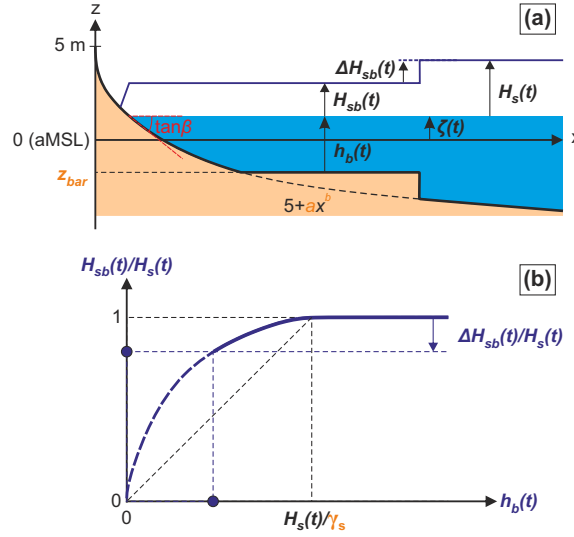 z
(a)
5 m
ΔH_sb(t)
H_sb(t)
H_s(t)
tanβ
ζ(t)
0 (aMSL)
x
h_b(t)
z_bar
5+ax^b
H_sb(t)/H_s(t)
(b)
1
ΔH_sb(t)/H_s(t)
0
0
H_s(t)/γ_s
h_b(t)